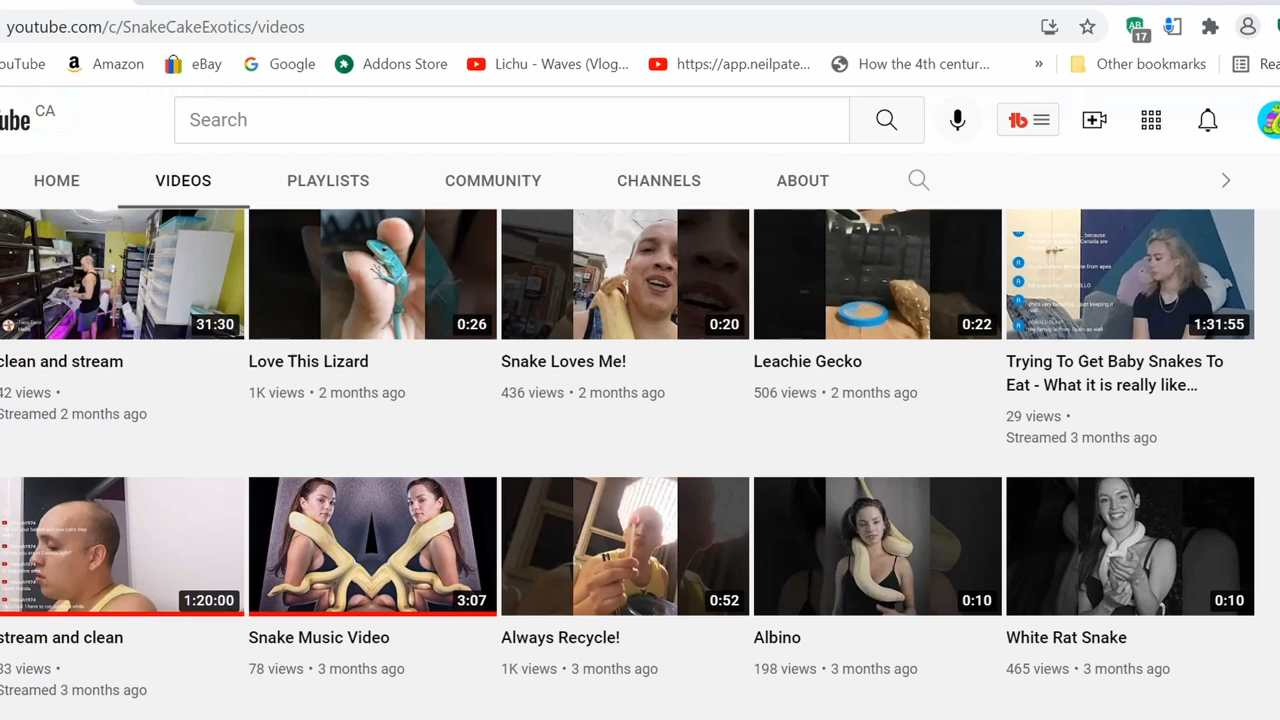 youtube.com/c/SnakeCakeExotics/videos
17
ouTube
Amazon
eBay
Google
Addons Store
Lichu - Waves (Vlog...
https://app.neilpate...
How the 4th centur...
»
Other bookmarks
Rea
ube CA
Search
HOME
VIDEOS
PLAYLISTS
COMMUNITY
CHANNELS
ABOUT
31:30
0:26
0:20
0:22
1:31:55
clean and stream
Love This Lizard
Snake Loves Me!
Leachie Gecko
Trying To Get Baby Snakes To
Eat - What it is really like...
42 views •
Streamed 2 months ago
1K views • 2 months ago
436 views • 2 months ago
506 views • 2 months ago
29 views •
Streamed 3 months ago
1:20:00
3:07
0:52
0:10
0:10
stream and clean
Snake Music Video
Always Recycle!
Albino
White Rat Snake
33 views •
Streamed 3 months ago
78 views • 3 months ago
1K views • 3 months ago
198 views • 3 months ago
465 views • 3 months ago